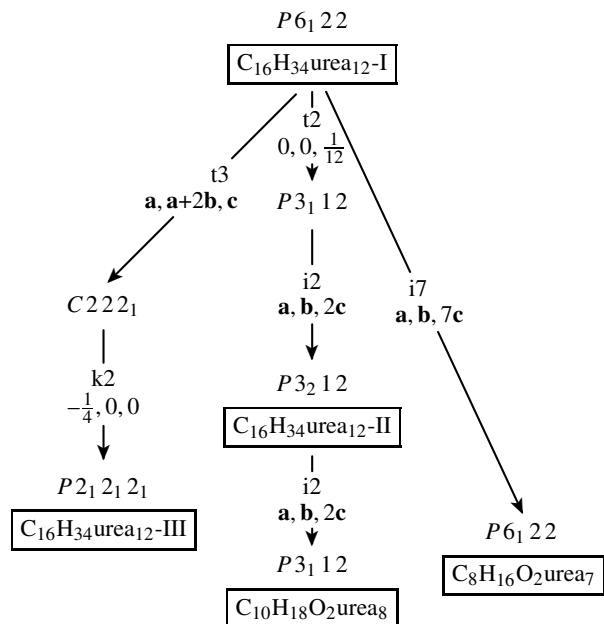 P6₁22
C₁₆H₃₄urea₁₂-I
t2
0, 0, 1/12
t3
a, a+2b, c
P3₁12
i2
a, b, 2c
i7
a, b, 7c
C222₁
k2
−1/4, 0, 0
P3₂12
C₁₆H₃₄urea₁₂-II
P2₁2₁2₁
C₁₆H₃₄urea₁₂-III
i2
a, b, 2c
P6₁22
C₈H₁₆O₂urea₇
P3₁12
C₁₀H₁₈O₂urea₈